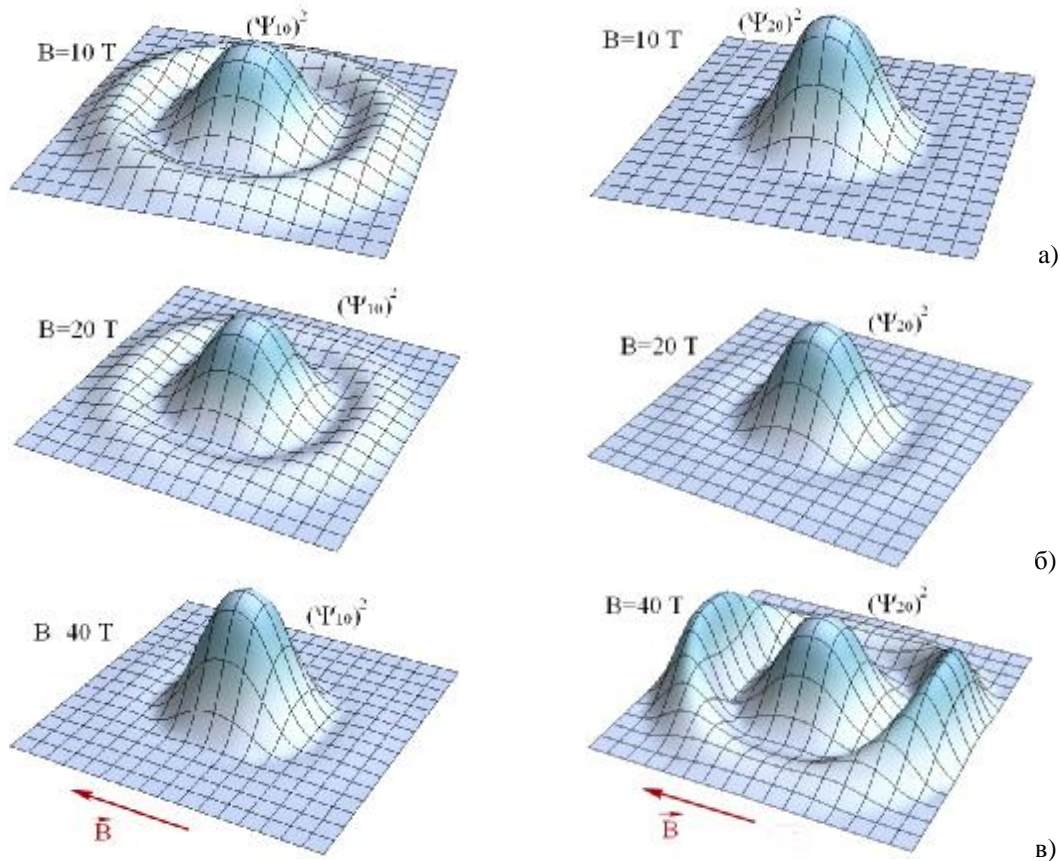 B=10 T
(Ψ₁₀)²
B=10 T
(Ψ₂₀)²
а)
B=20 T
(Ψ₁₀)²
B=20 T
(Ψ₂₀)²
б)
B 40 T
(Ψ₁₀)²
B=40 T
(Ψ₂₀)²
B⃗
B⃗
в)